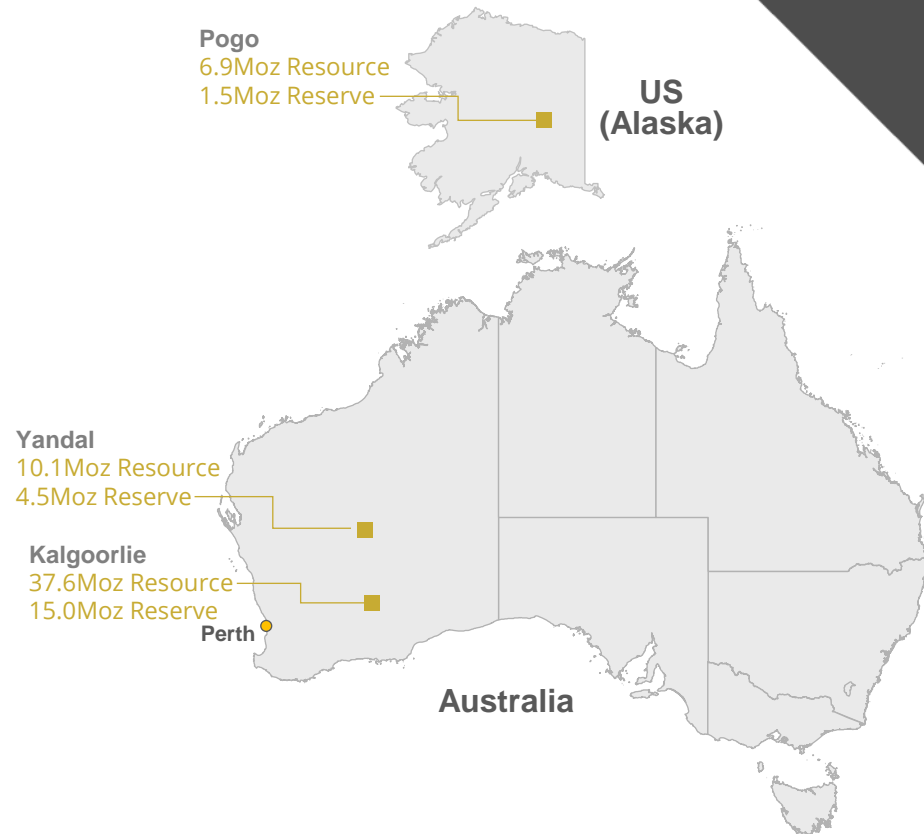 Pogo
6.9Moz Resource
1.5Moz Reserve
US
(Alaska)
Yandal
10.1Moz Resource
4.5Moz Reserve
Kalgoorlie
37.6Moz Resource
15.0Moz Reserve
Perth
Australia